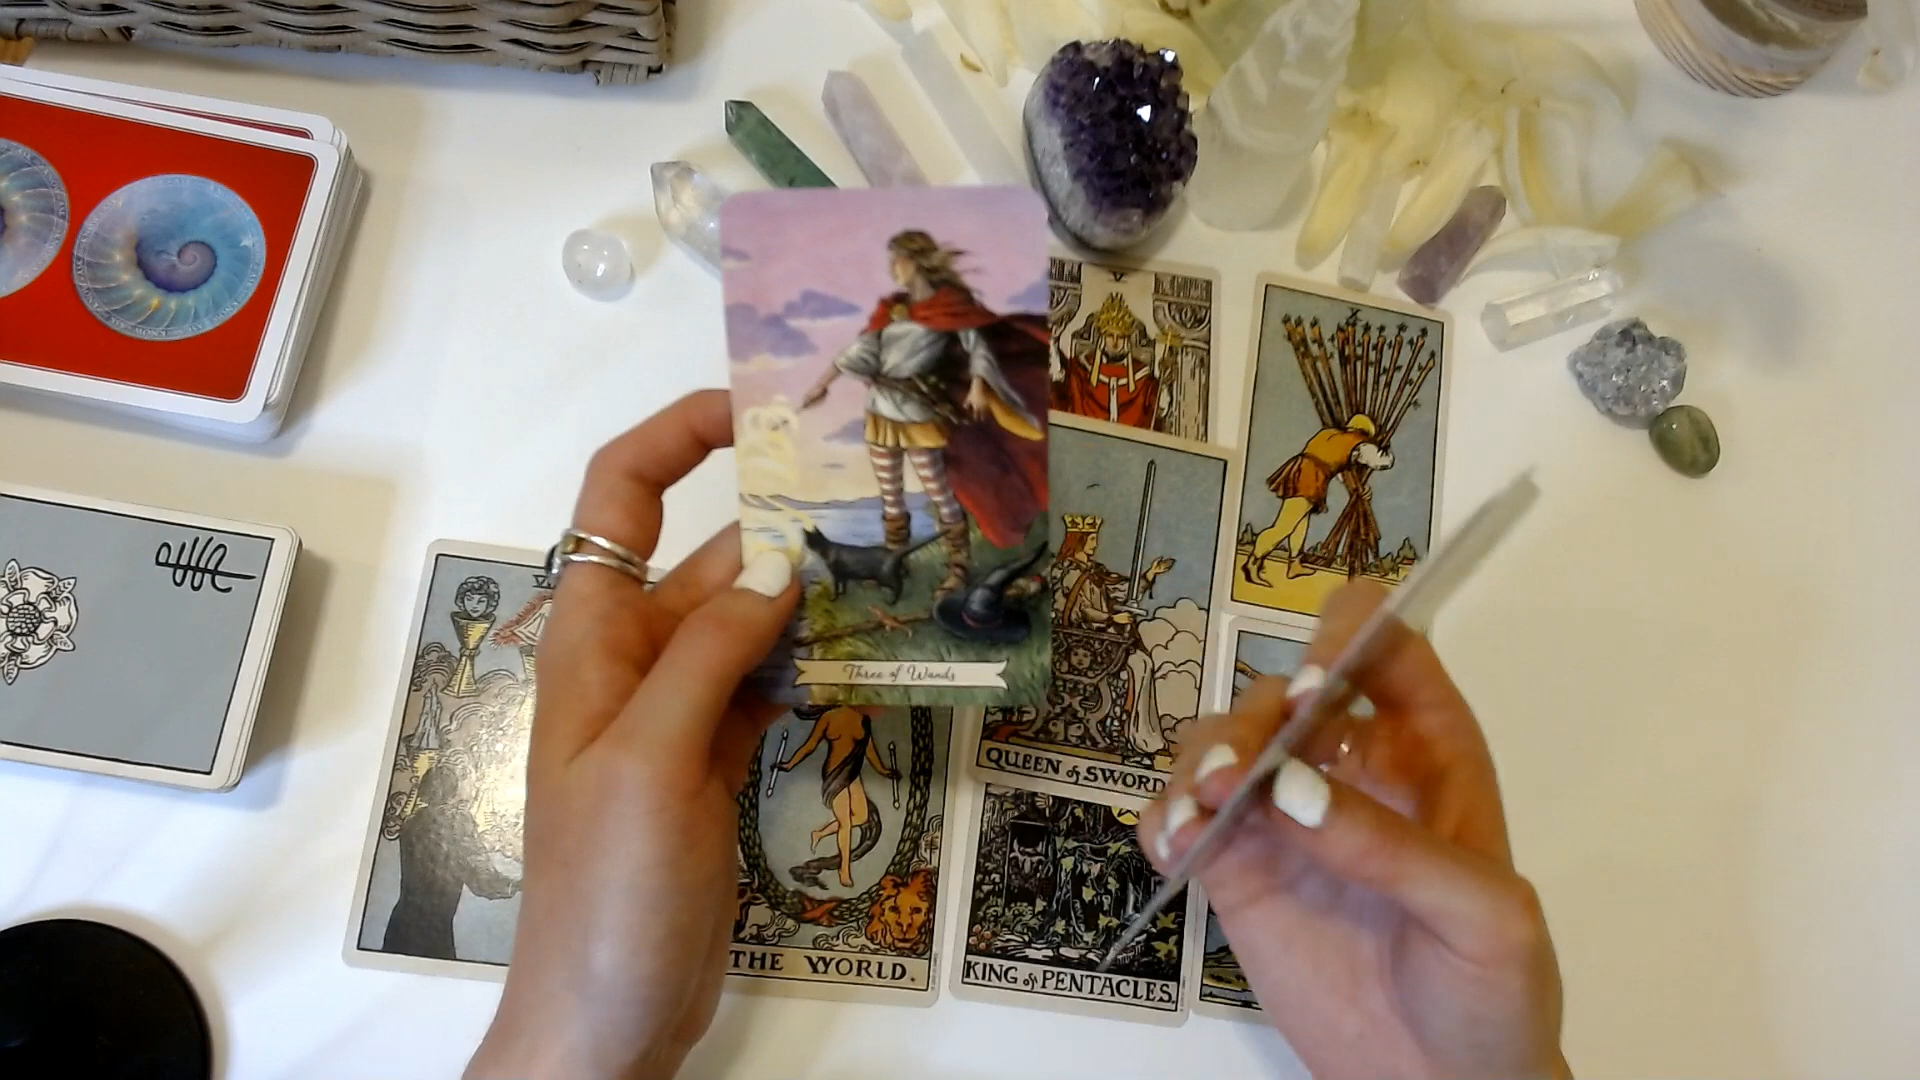 V
X
Three of Wands
QUEEN of SWORD
THE WORLD.
KING of PENTACLES.